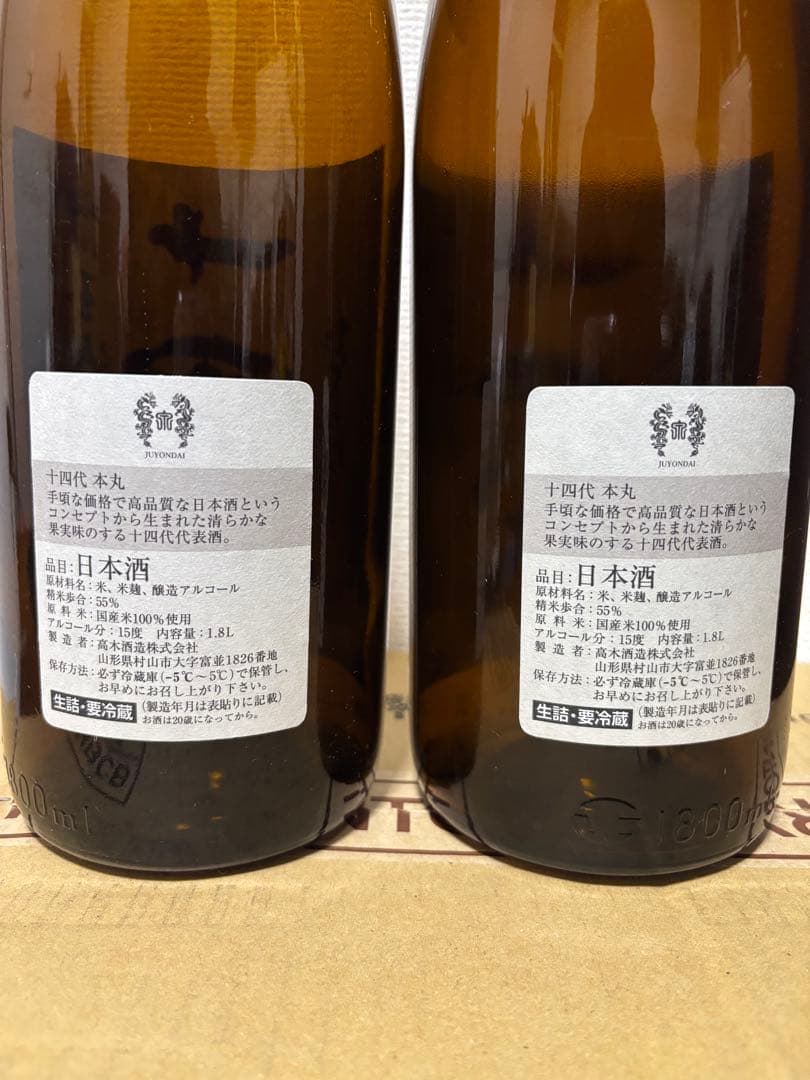 JUYONDAI
十四代 本丸
手頃な価格で高品質な日本酒という
コンセプトから生まれた清らかな
果実味のする十四代代表酒。
品目：日本酒
原材料名：米、米麹、醸造アルコール
精米歩合：55％
原料米：国産米100％使用
アルコール分：15度 内容量：1.8L
製造者：高木酒造株式会社
山形県村山市大字富並1826番地
保存方法：必ず冷蔵庫（-5℃～5℃）で保管し、
お早めにお召し上がり下さい。
生詰・要冷蔵（製造年月は表貼りに記載）
お酒は20歳になってから。
JUYONDAI
十四代 本丸
手頃な価格で高品質な日本酒という
コンセプトから生まれた清らかな
果実味のする十四代代表酒。
品目：日本酒
原材料名：米、米麹、醸造アルコール
精米歩合：55％
原料米：国産米100％使用
アルコール分：15度 内容量：1.8L
製造者：高木酒造株式会社
山形県村山市大字富並1826番地
保存方法：必ず冷蔵庫（-5℃～5℃）で保管し、
お早めにお召し上がり下さい。
生詰・要冷蔵（製造年月は表貼りに記載）
お酒は20歳になってから。
1800ml